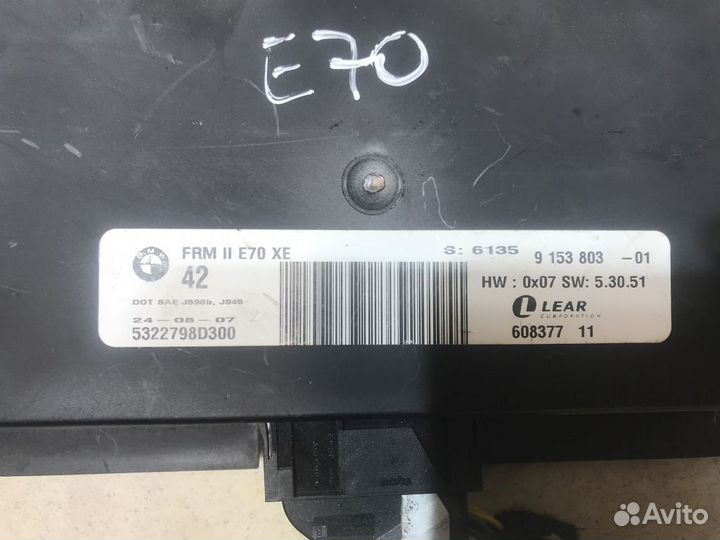 E70
FRM II E70 XE
S: 6135
9 153 803 -01
42
HW : 0x07 SW: 5.30.51
DOT SAE J590b, J945
LEAR
CORPORATION
24-08-07
5322798D300
608377 11
BMW
Avito